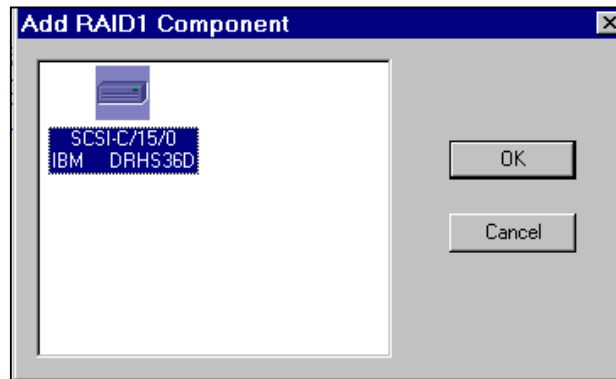 Add RAID1 Component
SCSI-C/15/0
IBM DRHS36D
OK
Cancel